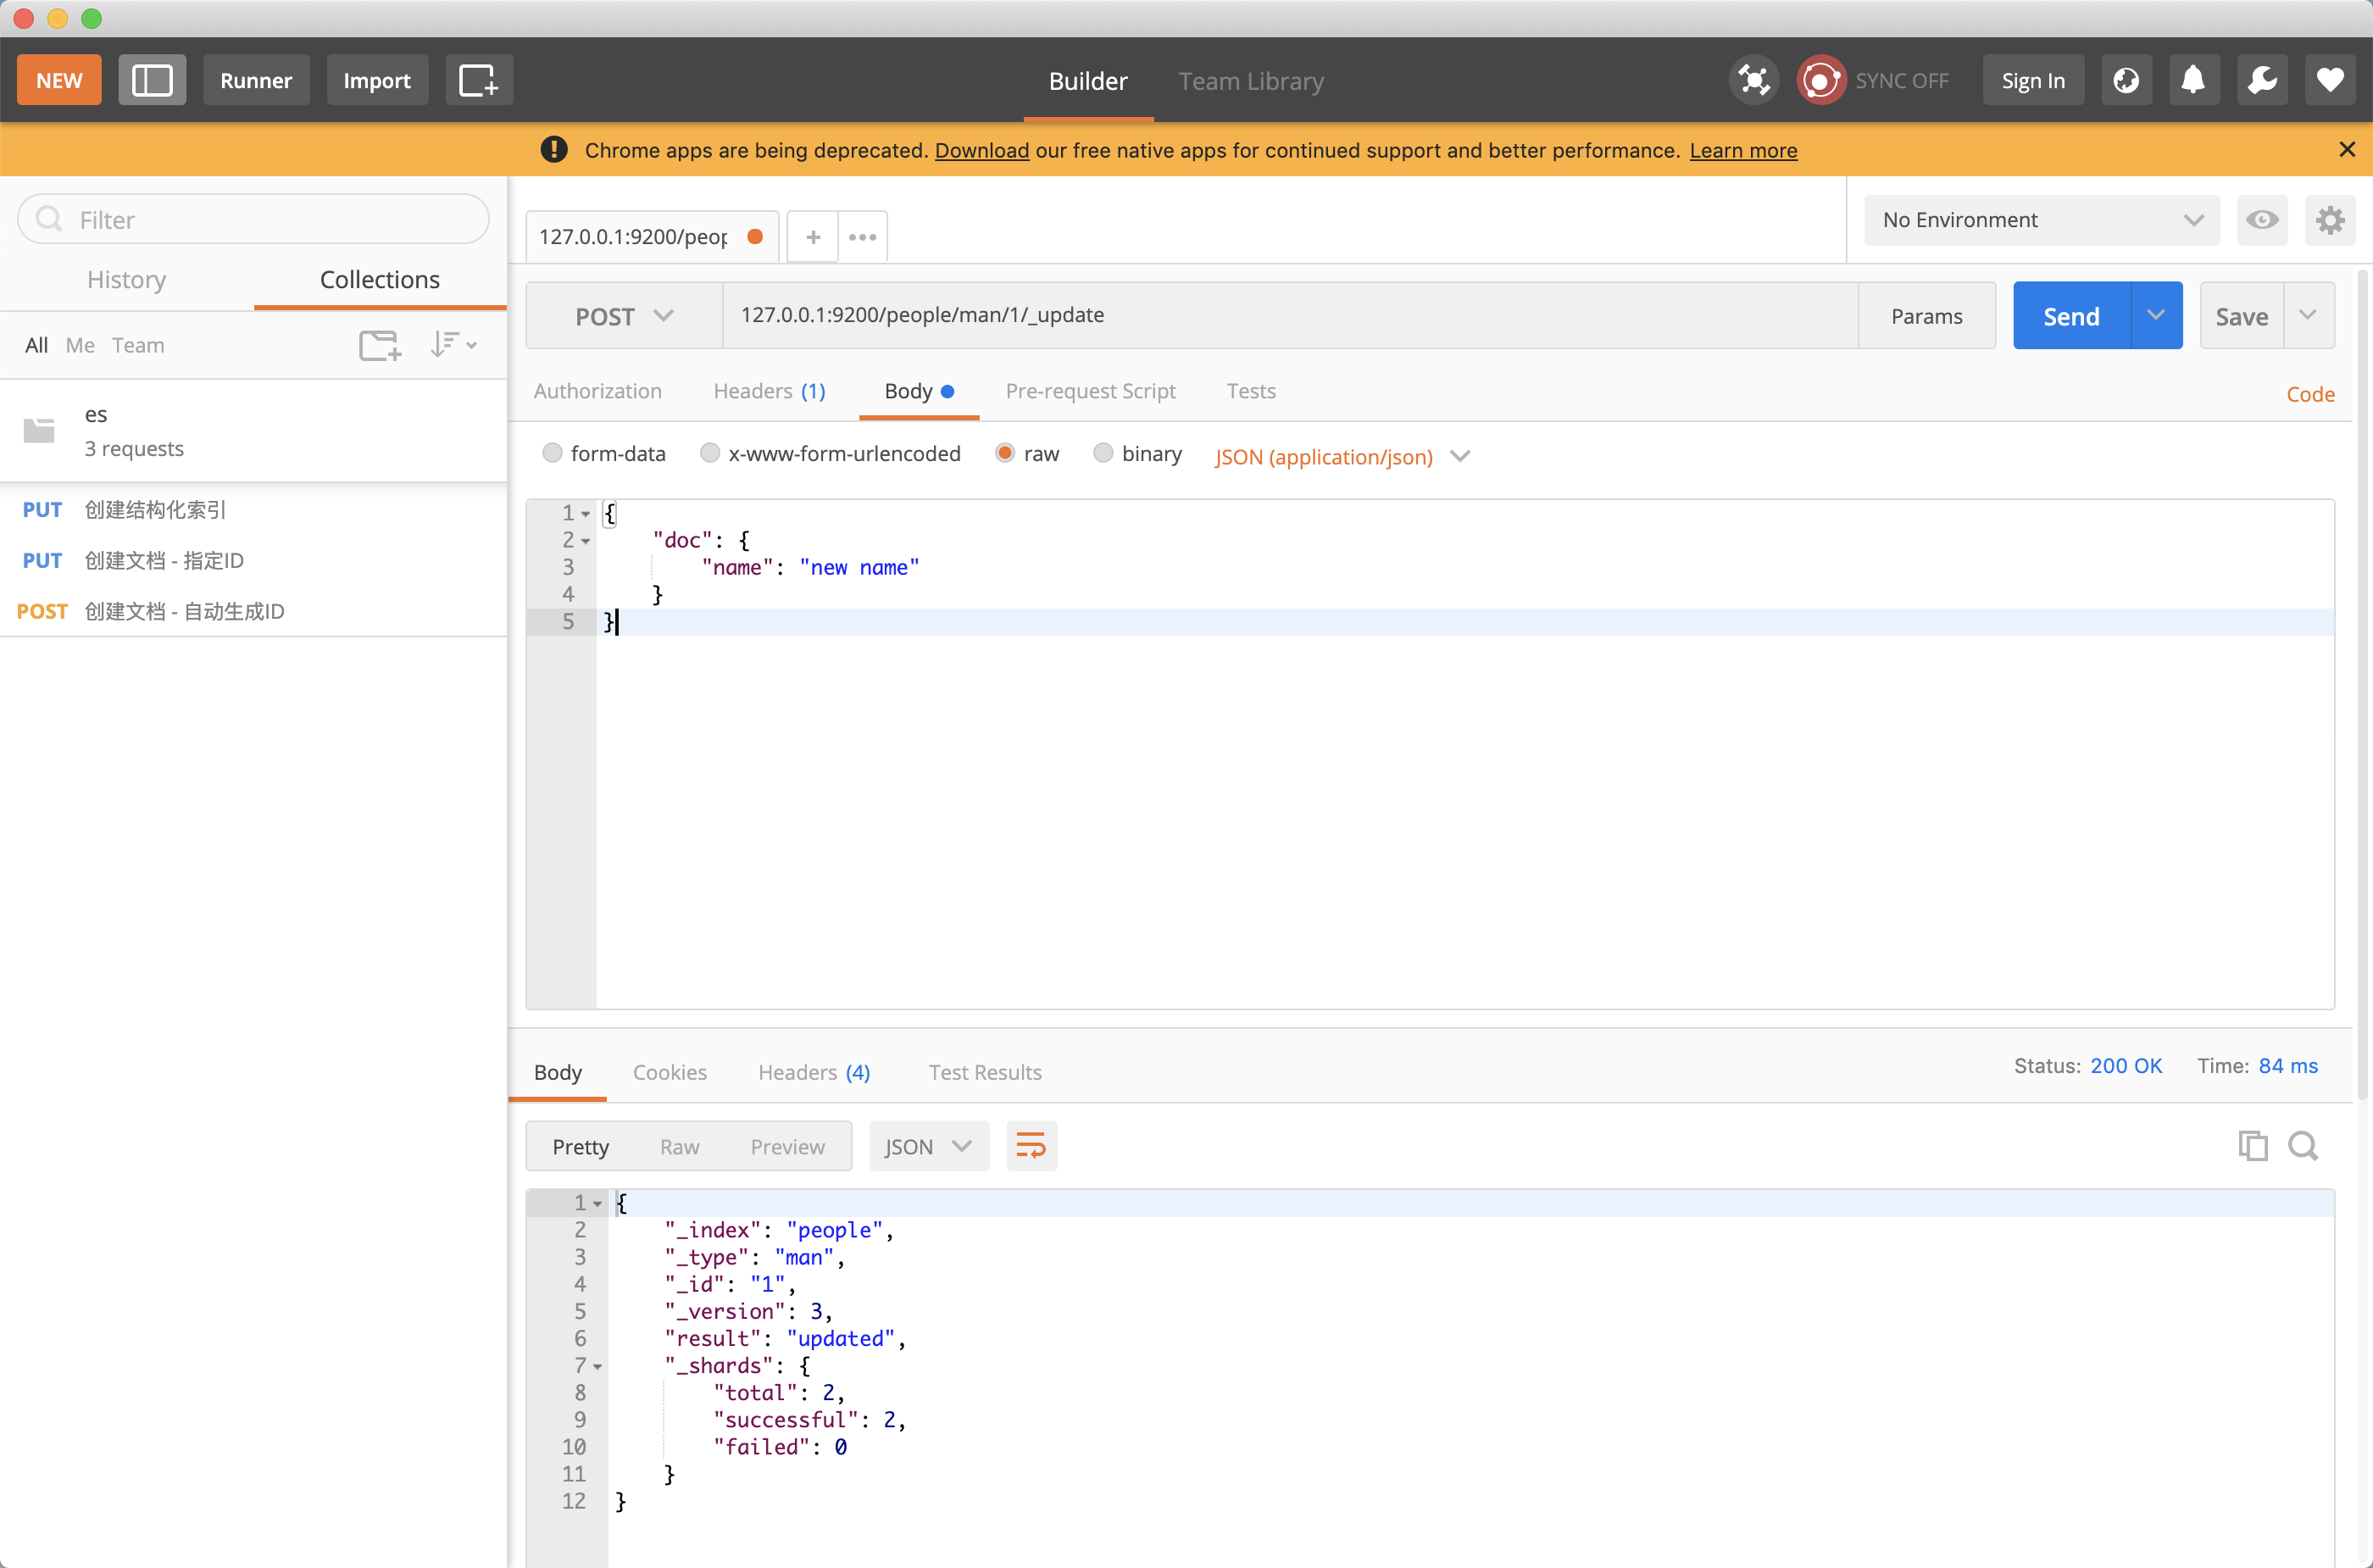 NEW
Runner
Import
Builder
Team Library
SYNC OFF
Sign In
Chrome apps are being deprecated. Download our free native apps for continued support and better performance. Learn more
Filter
History
Collections
All
Me
Team
es
3 requests
PUT 创建结构化索引
PUT 创建文档 - 指定ID
POST 创建文档 - 自动生成ID
127.0.0.1:9200/peop
+
No Environment
POST
127.0.0.1:9200/people/man/1/_update
Params
Send
Save
Authorization
Headers (1)
Body
Pre-request Script
Tests
Code
form-data
x-www-form-urlencoded
raw
binary
JSON (application/json)
1 {
2 "doc": {
3 "name": "new name"
4 }
5 }
Body
Cookies
Headers (4)
Test Results
Status: 200 OK
Time: 84 ms
Pretty
Raw
Preview
JSON
1 {
2 "_index": "people",
3 "_type": "man",
4 "_id": "1",
5 "_version": 3,
6 "result": "updated",
7 "_shards": {
8 "total": 2,
9 "successful": 2,
10 "failed": 0
11 }
12 }